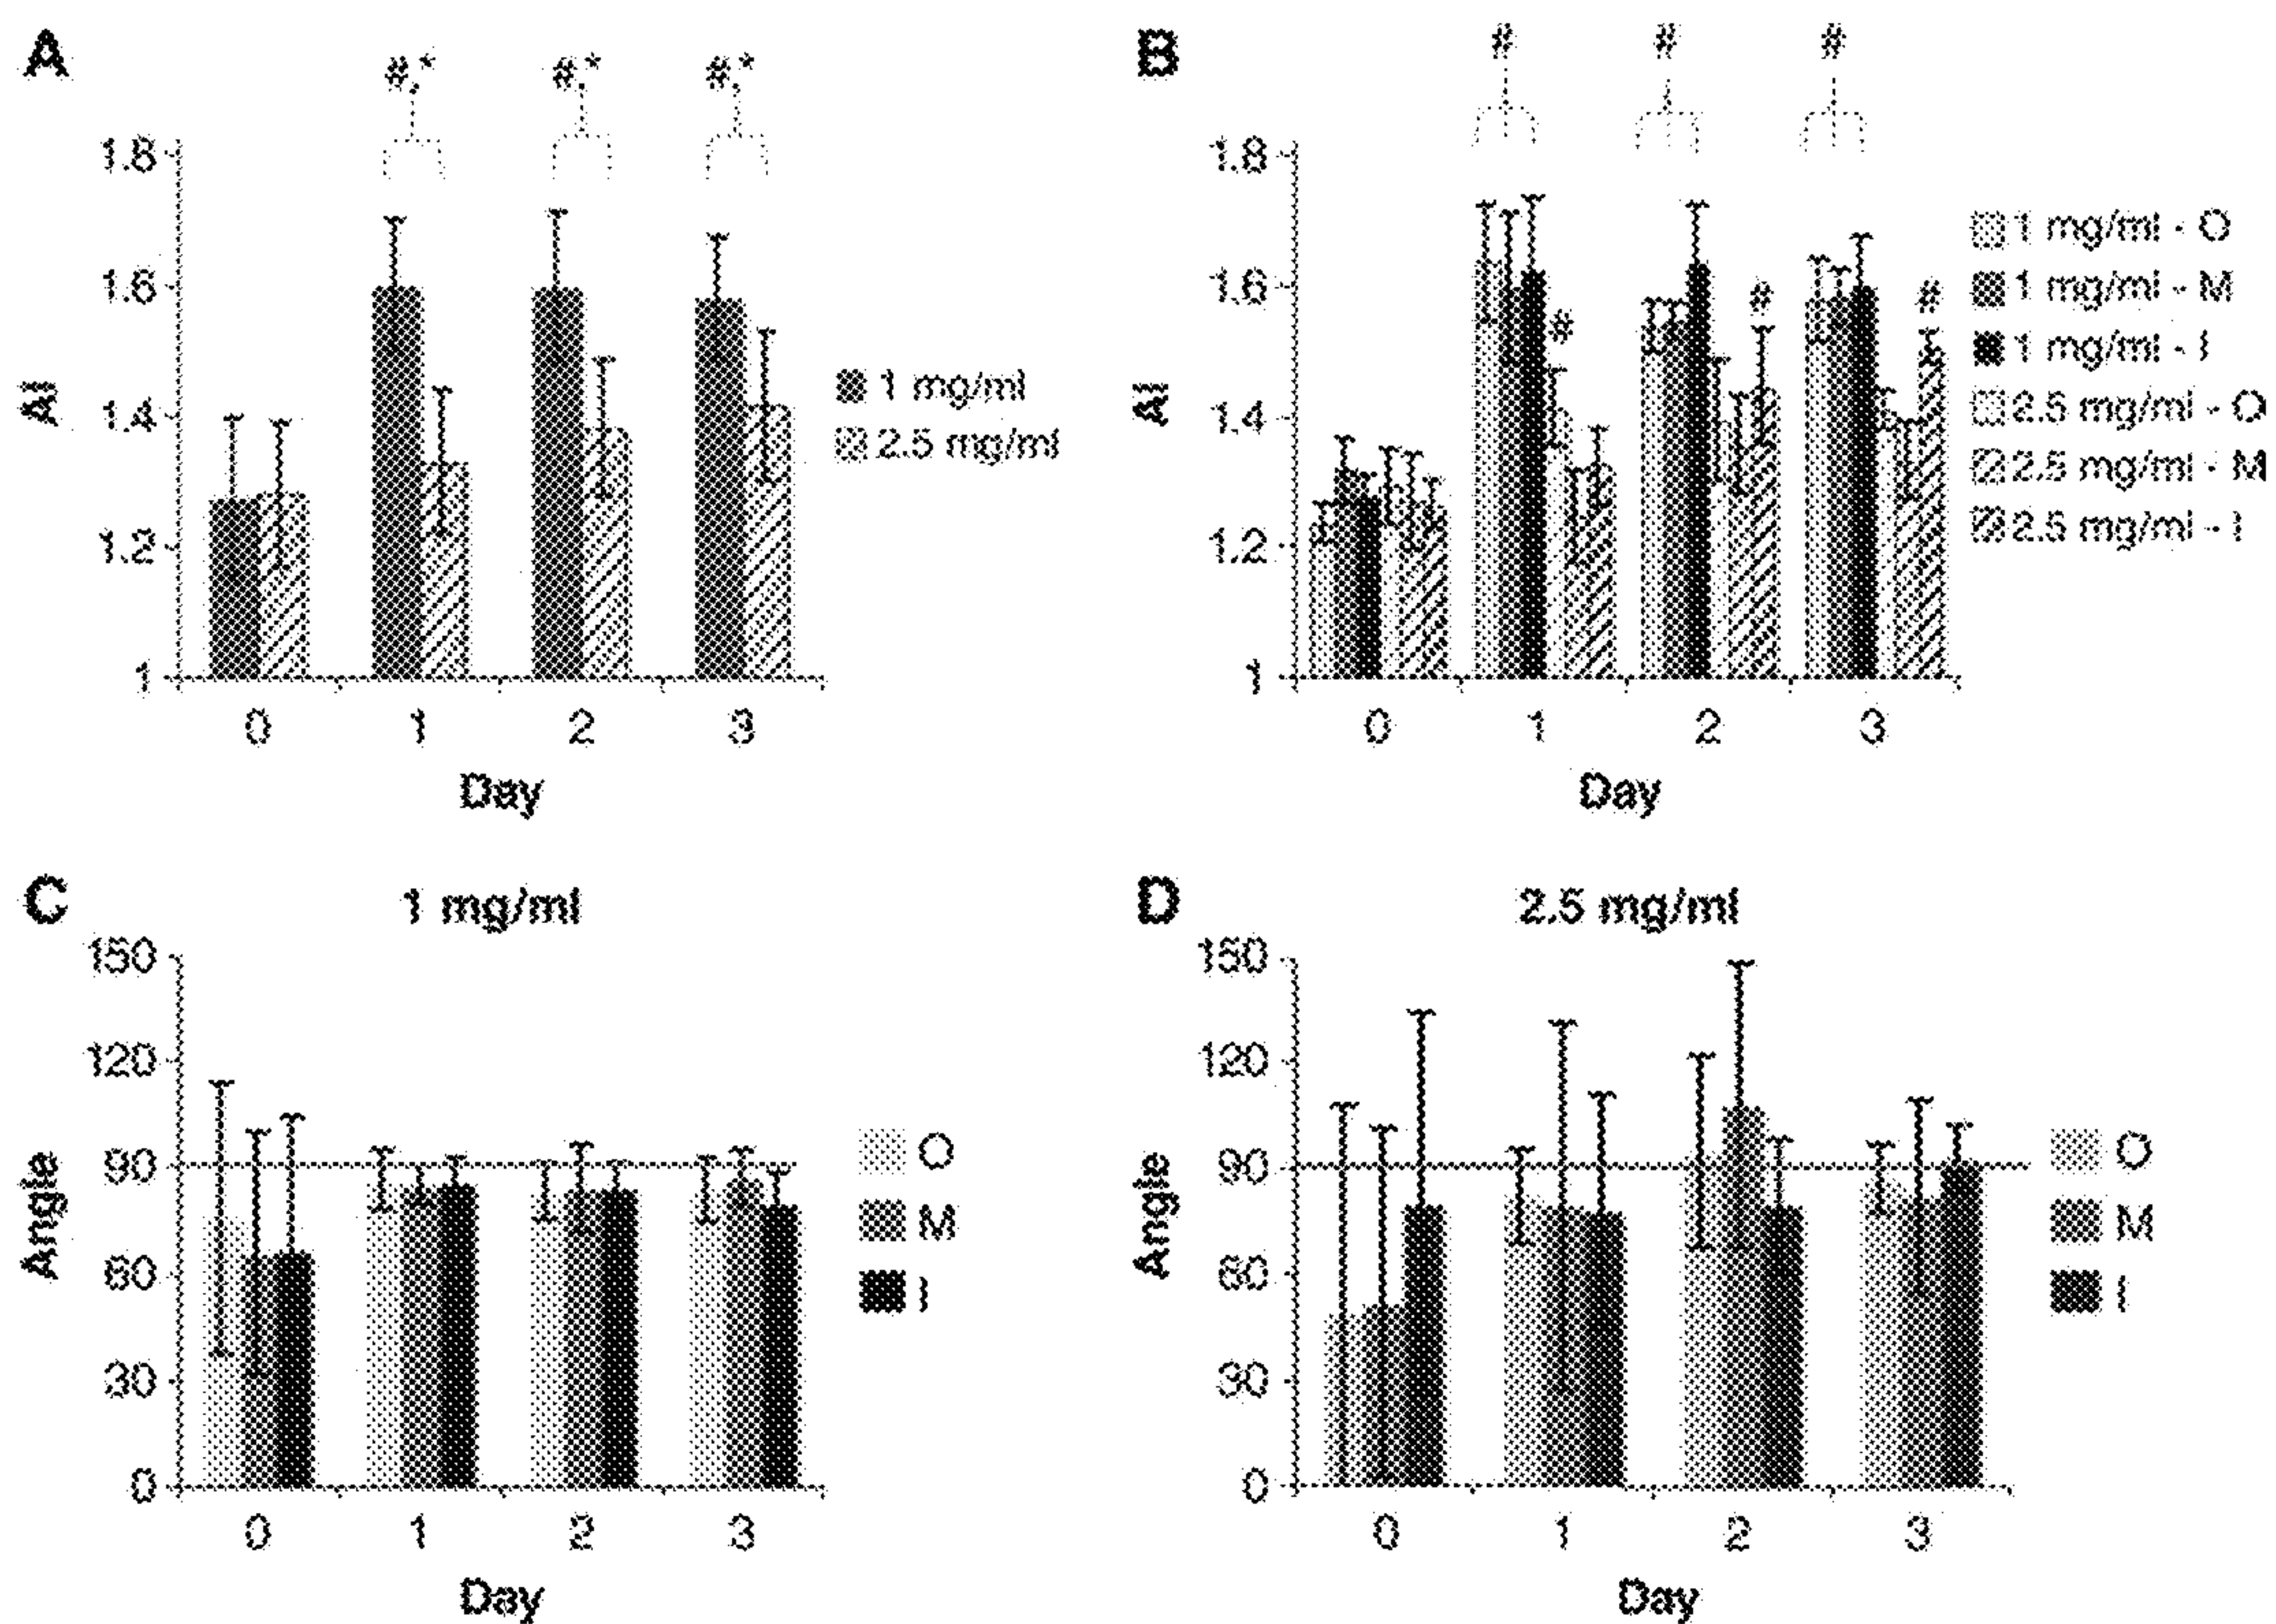 A
#,*
#,*
#,*
1.8
1.6
1.4
1.2
1
AI
0
1
2
3
Day
1 mg/ml
2.5 mg/ml
B
#
#
#
#
#
#
1.8
1.6
1.4
1.2
1
AI
0
1
2
3
Day
1 mg/ml - O
1 mg/ml - M
1 mg/ml - I
2.5 mg/ml - O
2.5 mg/ml - M
2.5 mg/ml - I
C
1 mg/ml
150
120
90
60
30
0
Angle
0
1
2
3
Day
O
M
I
D
2.5 mg/ml
150
120
90
60
30
0
Angle
0
1
2
3
Day
O
M
I